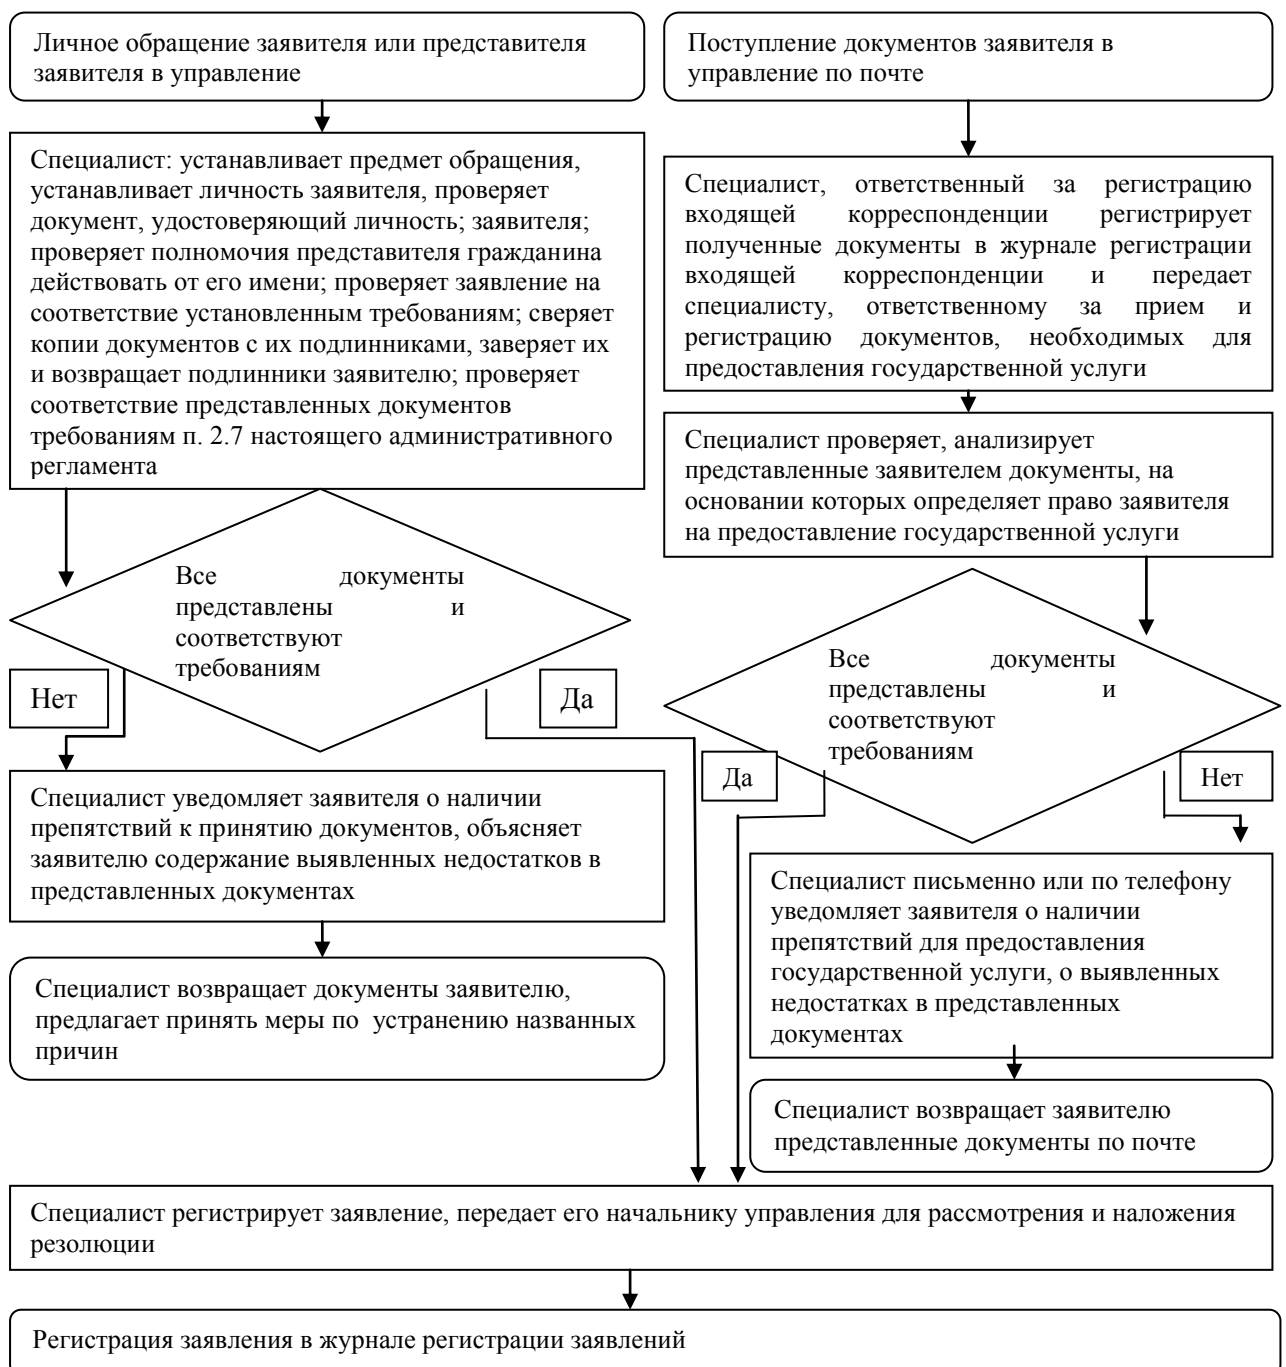 Личное обращение заявителя или представителя
заявителя в управление
Поступление документов заявителя в
управление по почте
Специалист: устанавливает предмет обращения,
устанавливает личность заявителя, проверяет
документ, удостоверяющий личность; заявителя;
проверяет полномочия представителя гражданина
действовать от его имени; проверяет заявление на
соответствие установленным требованиям; сверяет
копии документов с их подлинниками, заверяет их
и возвращает подлинники заявителю; проверяет
соответствие представленных документов
требованиям п. 2.7 настоящего административного
регламента
Специалист, ответственный за регистрацию
входящей корреспонденции регистрирует
полученные документы в журнале регистрации
входящей корреспонденции и передает
специалисту, ответственному за прием и
регистрацию документов, необходимых для
предоставления государственной услуги
Специалист проверяет, анализирует
представленные заявителем документы, на
основании которых определяет право заявителя
на предоставление государственной услуги
Все документы
представлены и
соответствуют
требованиям
Нет
Да
Все документы
представлены и
соответствуют
требованиям
Да
Нет
Специалист уведомляет заявителя о наличии
препятствий к принятию документов, объясняет
заявителю содержание выявленных недостатков в
представленных документах
Специалист письменно или по телефону
уведомляет заявителя о наличии
препятствий для предоставления
государственной услуги, о выявленных
недостатках в представленных
документах
Специалист возвращает документы заявителю,
предлагает принять меры по устранению названных
причин
Специалист возвращает заявителю
представленные документы по почте
Специалист регистрирует заявление, передает его начальнику управления для рассмотрения и наложения
резолюции
Регистрация заявления в журнале регистрации заявлений